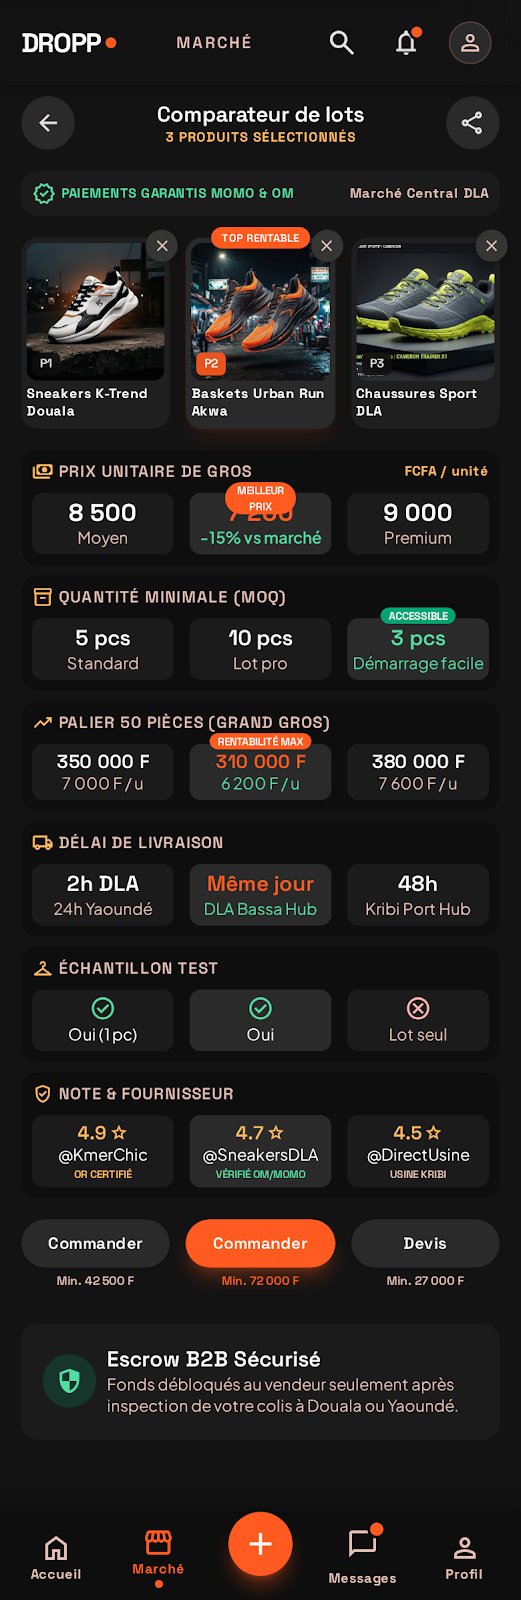 DROPP
MARCHÉ
Comparateur de lots
3 PRODUITS SÉLECTIONNÉS
PAIEMENTS GARANTIS MOMO & OM
Marché Central DLA
TOP RENTABLE
P1
P2
P3
Sneakers K-Trend
Douala
Baskets Urban Run
Akwa
Chaussures Sport
DLA
PRIX UNITAIRE DE GROS
FCFA / unité
8 500
Moyen
MEILLEUR
PRIX
7 200
-15% vs marché
9 000
Premium
QUANTITÉ MINIMALE (MOQ)
5 pcs
Standard
10 pcs
Lot pro
ACCESSIBLE
3 pcs
Démarrage facile
PALIER 50 PIÈCES (GRAND GROS)
350 000 F
7 000 F / u
RENTABILITÉ MAX
310 000 F
6 200 F / u
380 000 F
7 600 F / u
DÉLAI DE LIVRAISON
2h DLA
24h Yaoundé
Même jour
DLA Bassa Hub
48h
Kribi Port Hub
ÉCHANTILLON TEST
Oui (1 pc)
Oui
Lot seul
NOTE & FOURNISSEUR
4.9
@KmerChic
OR CERTIFIÉ
4.7
@SneakersDLA
VÉRIFIÉ OM/MOMO
4.5
@DirectUsine
USINE KRIBI
Commander
Min. 42 500 F
Commander
Min. 72 000 F
Devis
Min. 27 000 F
Escrow B2B Sécurisé
Fonds débloqués au vendeur seulement après
inspection de votre colis à Douala ou Yaoundé.
Accueil
Marché
Messages
Profil